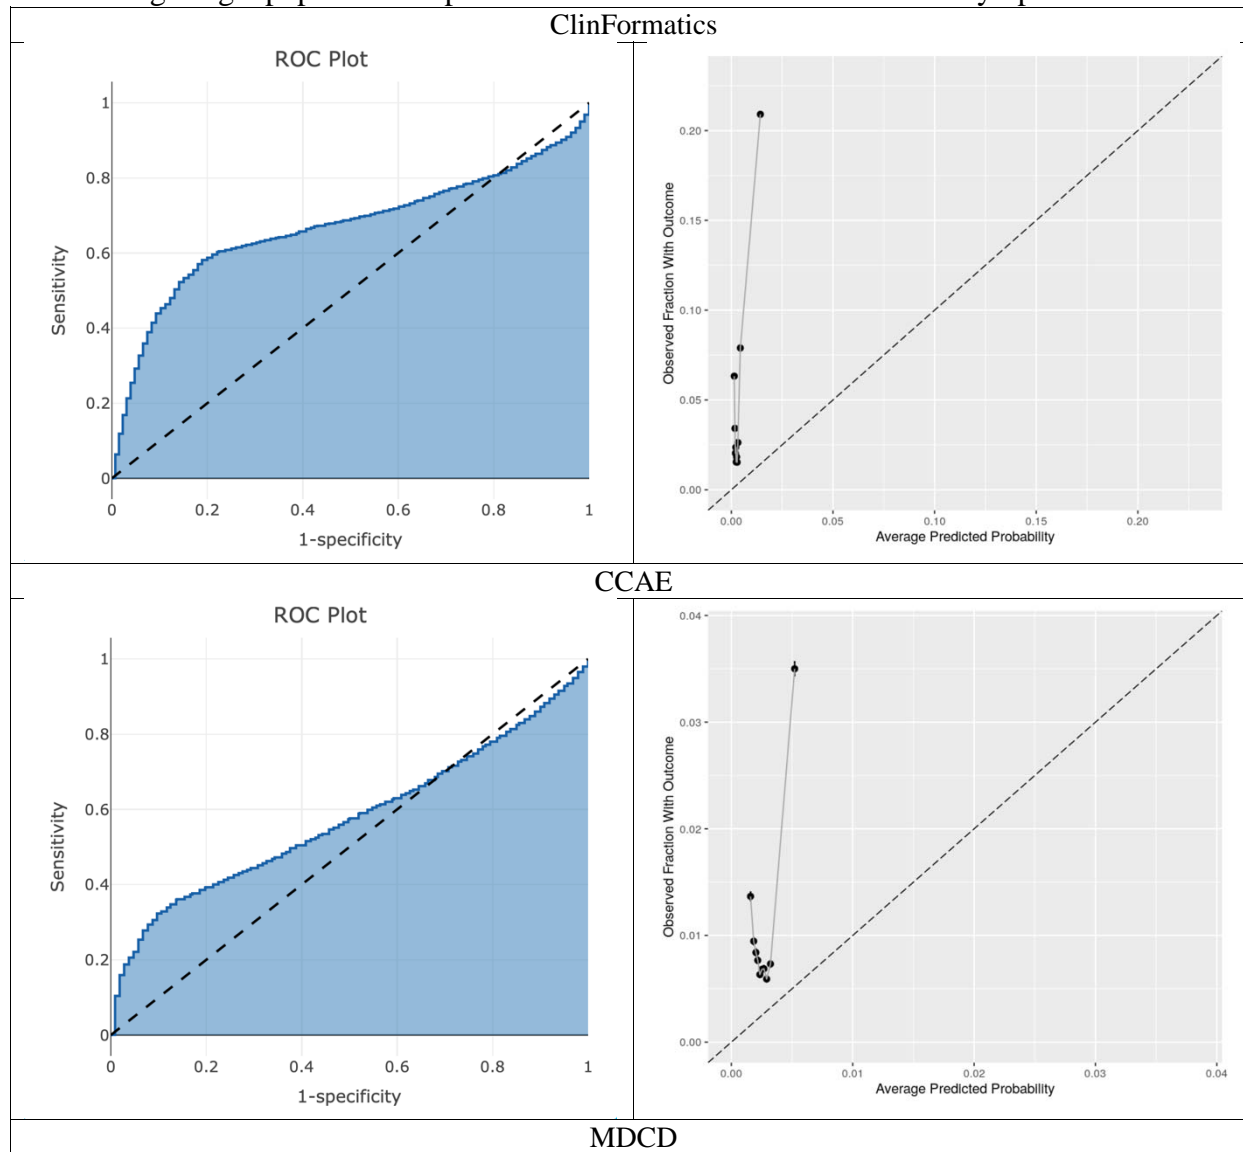 ClinFormatics
ROC Plot
1
0.8
0.6
0.4
0.2
0
Sensitivity
0 0.2 0.4 0.6 0.8 1
1-specificity
0.20
0.15
0.10
0.05
0.00
Observed Fraction With Outcome
0.00 0.05 0.10 0.15 0.20
Average Predicted Probability
CCAE
ROC Plot
1
0.8
0.6
0.4
0.2
0
Sensitivity
0 0.2 0.4 0.6 0.8 1
1-specificity
0.04
0.03
0.02
0.01
0.00
Observed Fraction With Outcome
0.00 0.01 0.02 0.03 0.04
Average Predicted Probability
MDCD